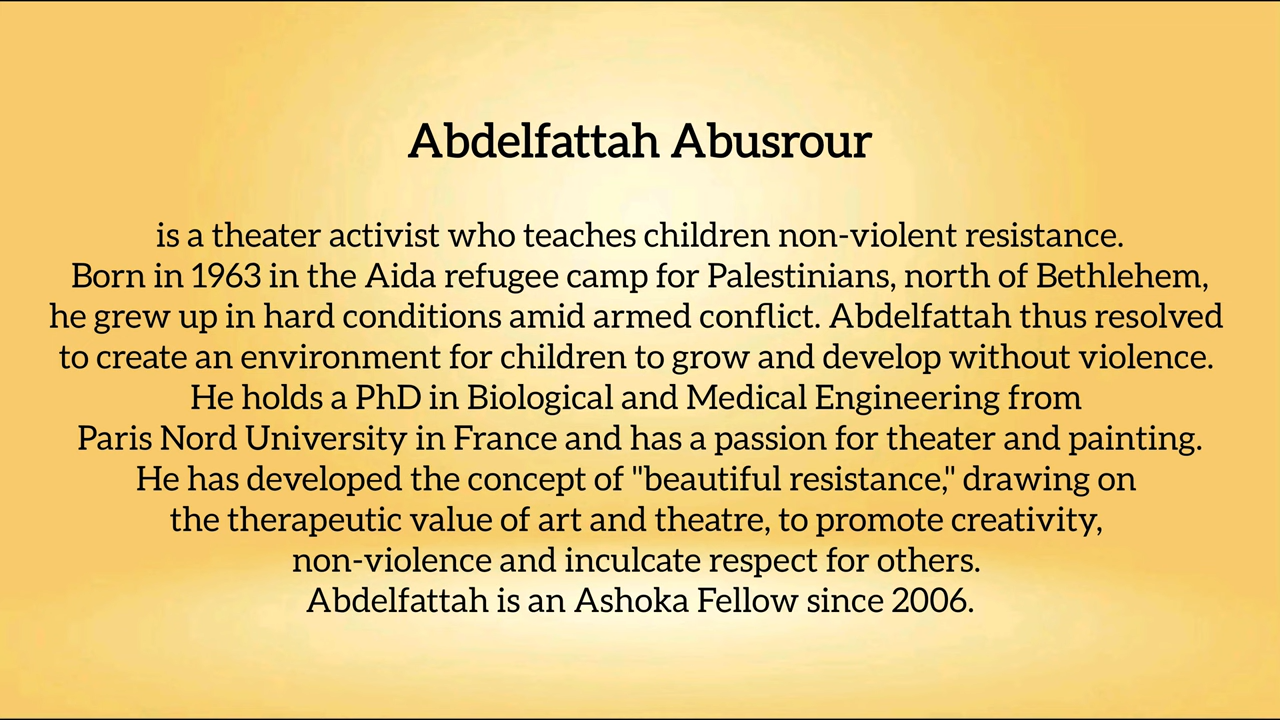 Abdelfattah Abusrour
is a theater activist who teaches children non-violent resistance.
Born in 1963 in the Aida refugee camp for Palestinians, north of Bethlehem,
he grew up in hard conditions amid armed conflict. Abdelfattah thus resolved
to create an environment for children to grow and develop without violence.
He holds a PhD in Biological and Medical Engineering from
Paris Nord University in France and has a passion for theater and painting.
He has developed the concept of "beautiful resistance," drawing on
the therapeutic value of art and theatre, to promote creativity,
non-violence and inculcate respect for others.
Abdelfattah is an Ashoka Fellow since 2006.